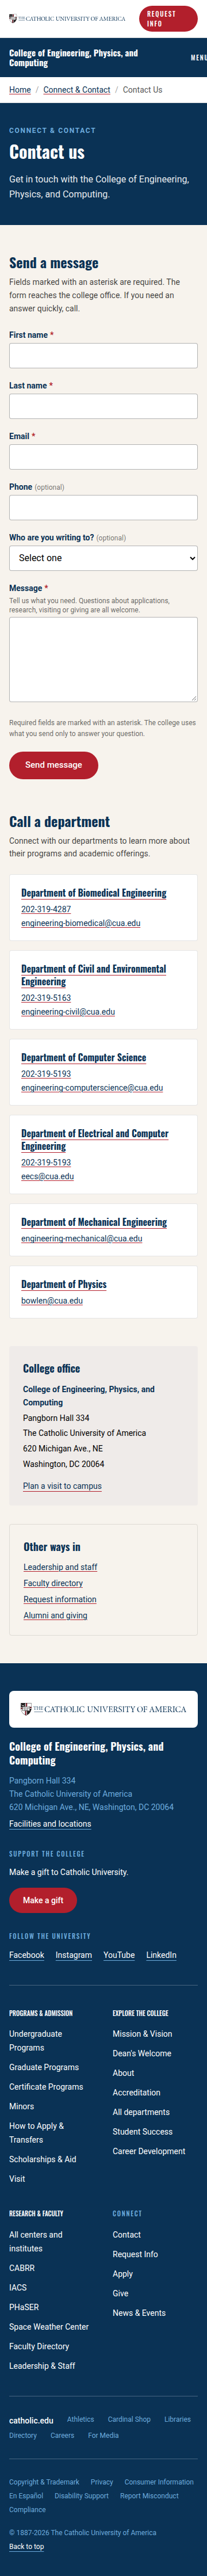 THE CATHOLIC UNIVERSITY OF AMERICA
REQUEST
INFO
College of Engineering, Physics, and
Computing
MENU
Home / Connect & Contact / Contact Us
CONNECT & CONTACT
Contact us
Get in touch with the College of Engineering,
Physics, and Computing.
Send a message
Fields marked with an asterisk are required. The
form reaches the college office. If you need an
answer quickly, call.
First name *
Last name *
Email *
Phone (optional)
Who are you writing to? (optional)
Select one
Message *
Tell us what you need. Questions about applications,
research, visiting or giving are all welcome.
Required fields are marked with an asterisk. The college uses
what you send only to answer your question.
Send message
Call a department
Connect with our departments to learn more about
their programs and academic offerings.
Department of Biomedical Engineering
202-319-4287
engineering-biomedical@cua.edu
Department of Civil and Environmental
Engineering
202-319-5163
engineering-civil@cua.edu
Department of Computer Science
202-319-5193
engineering-computerscience@cua.edu
Department of Electrical and Computer
Engineering
202-319-5193
eecs@cua.edu
Department of Mechanical Engineering
engineering-mechanical@cua.edu
Department of Physics
bowlen@cua.edu
College office
College of Engineering, Physics, and
Computing
Pangborn Hall 334
The Catholic University of America
620 Michigan Ave., NE
Washington, DC 20064
Plan a visit to campus
Other ways in
Leadership and staff
Faculty directory
Request information
Alumni and giving
THE CATHOLIC UNIVERSITY OF AMERICA
College of Engineering, Physics, and
Computing
Pangborn Hall 334
The Catholic University of America
620 Michigan Ave., NE, Washington, DC 20064
Facilities and locations
SUPPORT THE COLLEGE
Make a gift to Catholic University.
Make a gift
FOLLOW THE UNIVERSITY
Facebook Instagram YouTube LinkedIn
PROGRAMS & ADMISSION
Undergraduate
Programs
Graduate Programs
Certificate Programs
Minors
How to Apply &
Transfers
Scholarships & Aid
Visit
EXPLORE THE COLLEGE
Mission & Vision
Dean's Welcome
About
Accreditation
All departments
Student Success
Career Development
RESEARCH & FACULTY
All centers and
institutes
CABRR
IACS
PHaSER
Space Weather Center
Faculty Directory
Leadership & Staff
CONNECT
Contact
Request Info
Apply
Give
News & Events
catholic.edu Athletics Cardinal Shop Libraries
Directory Careers For Media
Copyright & Trademark Privacy Consumer Information
En Español Disability Support Report Misconduct
Compliance
© 1887-2026 The Catholic University of America
Back to top